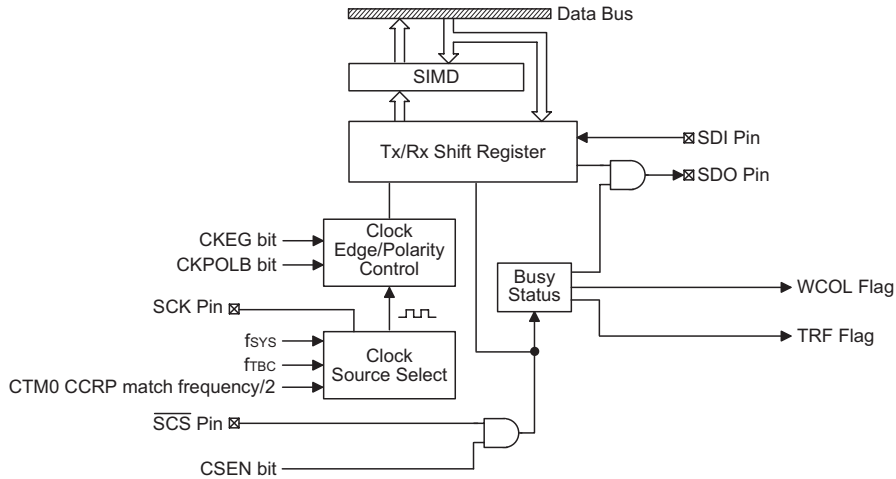 Data Bus
SIMD
Tx/Rx Shift Register
SDI Pin
SDO Pin
CKEG bit
CKPOLB bit
Clock
Edge/Polarity
Control
Busy
Status
WCOL Flag
TRF Flag
SCK Pin
fSYS
fTBC
CTM0 CCRP match frequency/2
Clock
Source Select
SCS Pin
CSEN bit